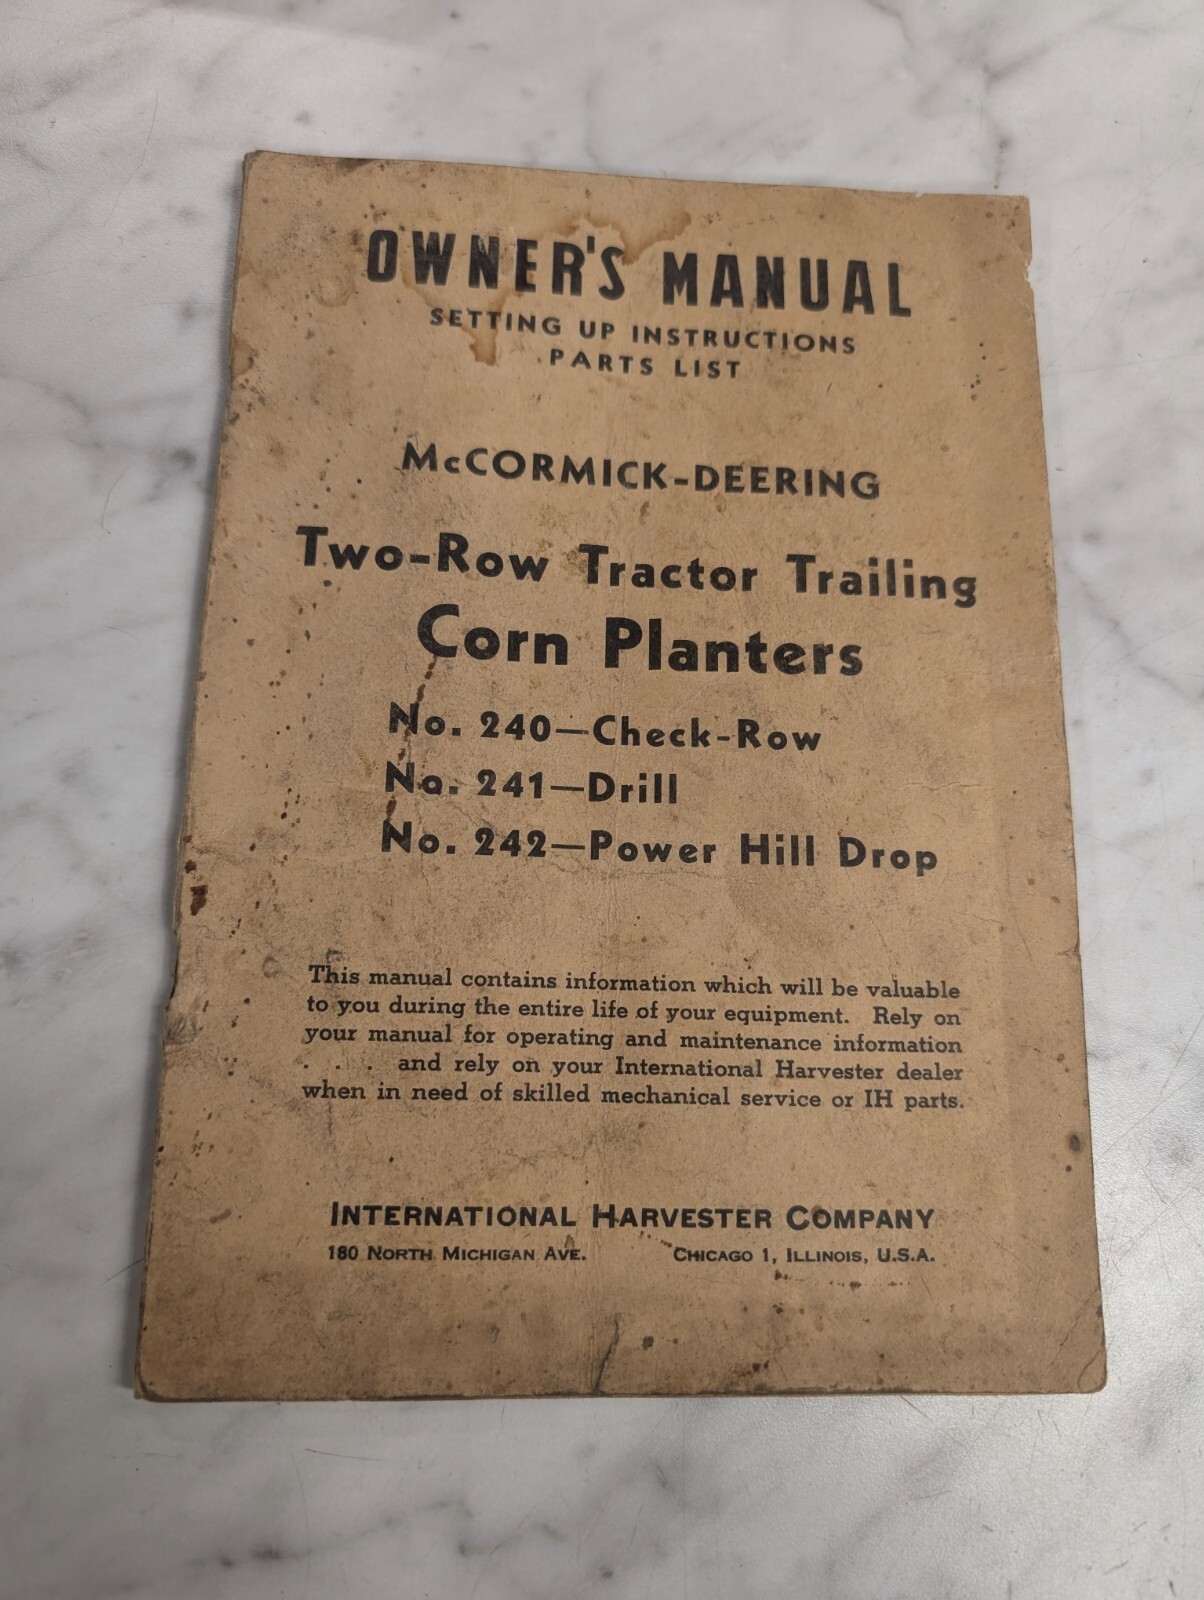 OWNER'S MANUAL
SETTING UP INSTRUCTIONS
PARTS LIST
McCORMICK-DEERING
Two-Row Tractor Trailing
Corn Planters
No. 240—Check-Row
No. 241—Drill
No. 242—Power Hill Drop
This manual contains information which will be valuable
to you during the entire life of your equipment. Rely on
your manual for operating and maintenance information
. . . and rely on your International Harvester dealer
when in need of skilled mechanical service or IH parts.
INTERNATIONAL HARVESTER COMPANY
180 NORTH MICHIGAN AVE. CHICAGO 1, ILLINOIS, U.S.A.